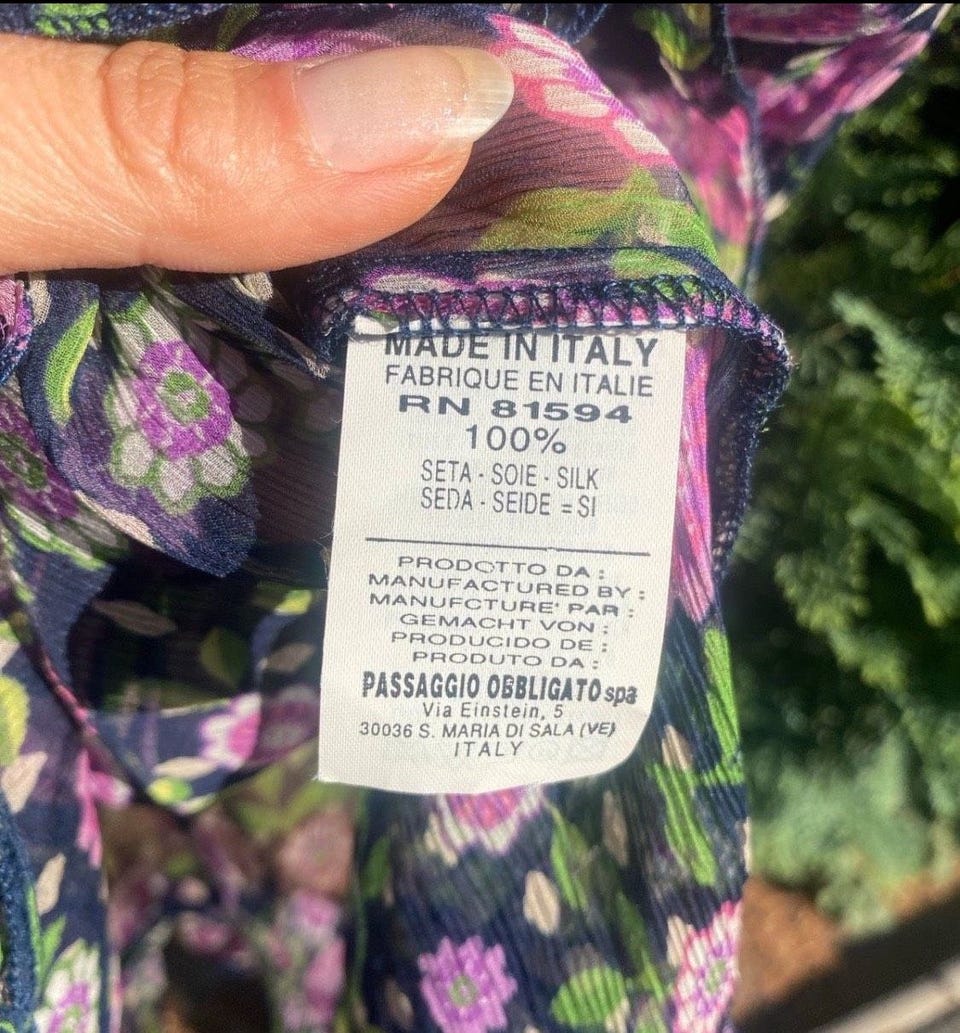 MADE IN ITALY
FABRIQUE EN ITALIE
RN 81594
100%
SETA - SOIE - SILK
SEDA - SEIDE = SI
PRODOTTO DA :
MANUFACTURED BY :
MANUFCTURE' PAR :
GEMACHT VON :
PRODUCIDO DE :
PRODUTO DA :
PASSAGGIO OBBLIGATO spa
Via Einstein, 5
30036 S. MARIA DI SALA (VE)
ITALY